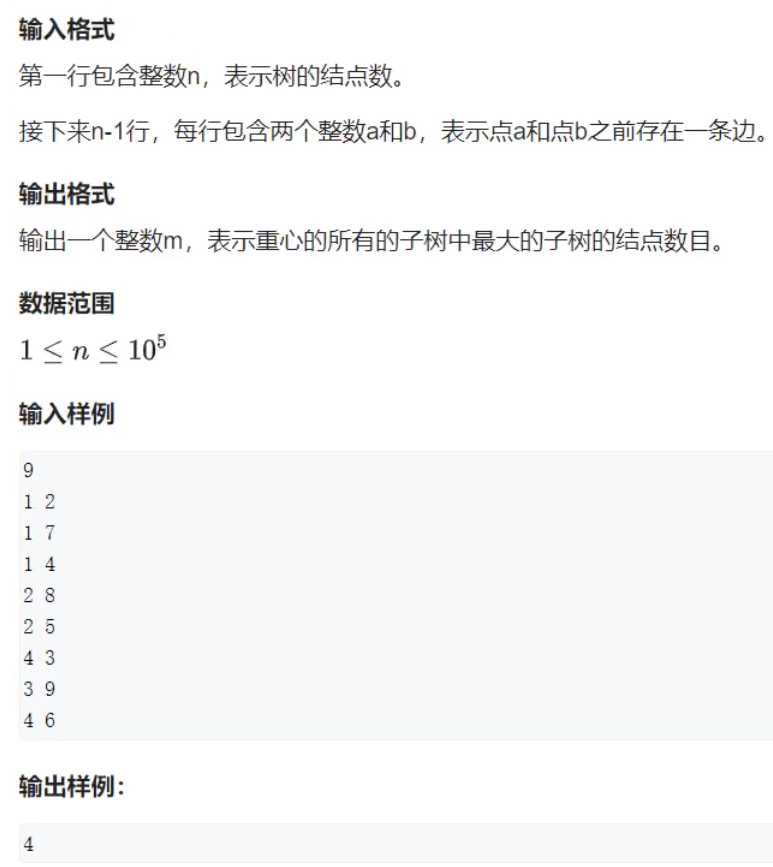 输入格式
第一行包含整数n，表示树的结点数。
接下来n-1行，每行包含两个整数a和b，表示点a和点b之前存在一条边。
输出格式
输出一个整数m，表示重心的所有的子树中最大的子树的结点数目。
数据范围
1 ≤ n ≤ 10⁵
输入样例
9
1 2
1 7
1 4
2 8
2 5
4 3
3 9
4 6
输出样例：
4